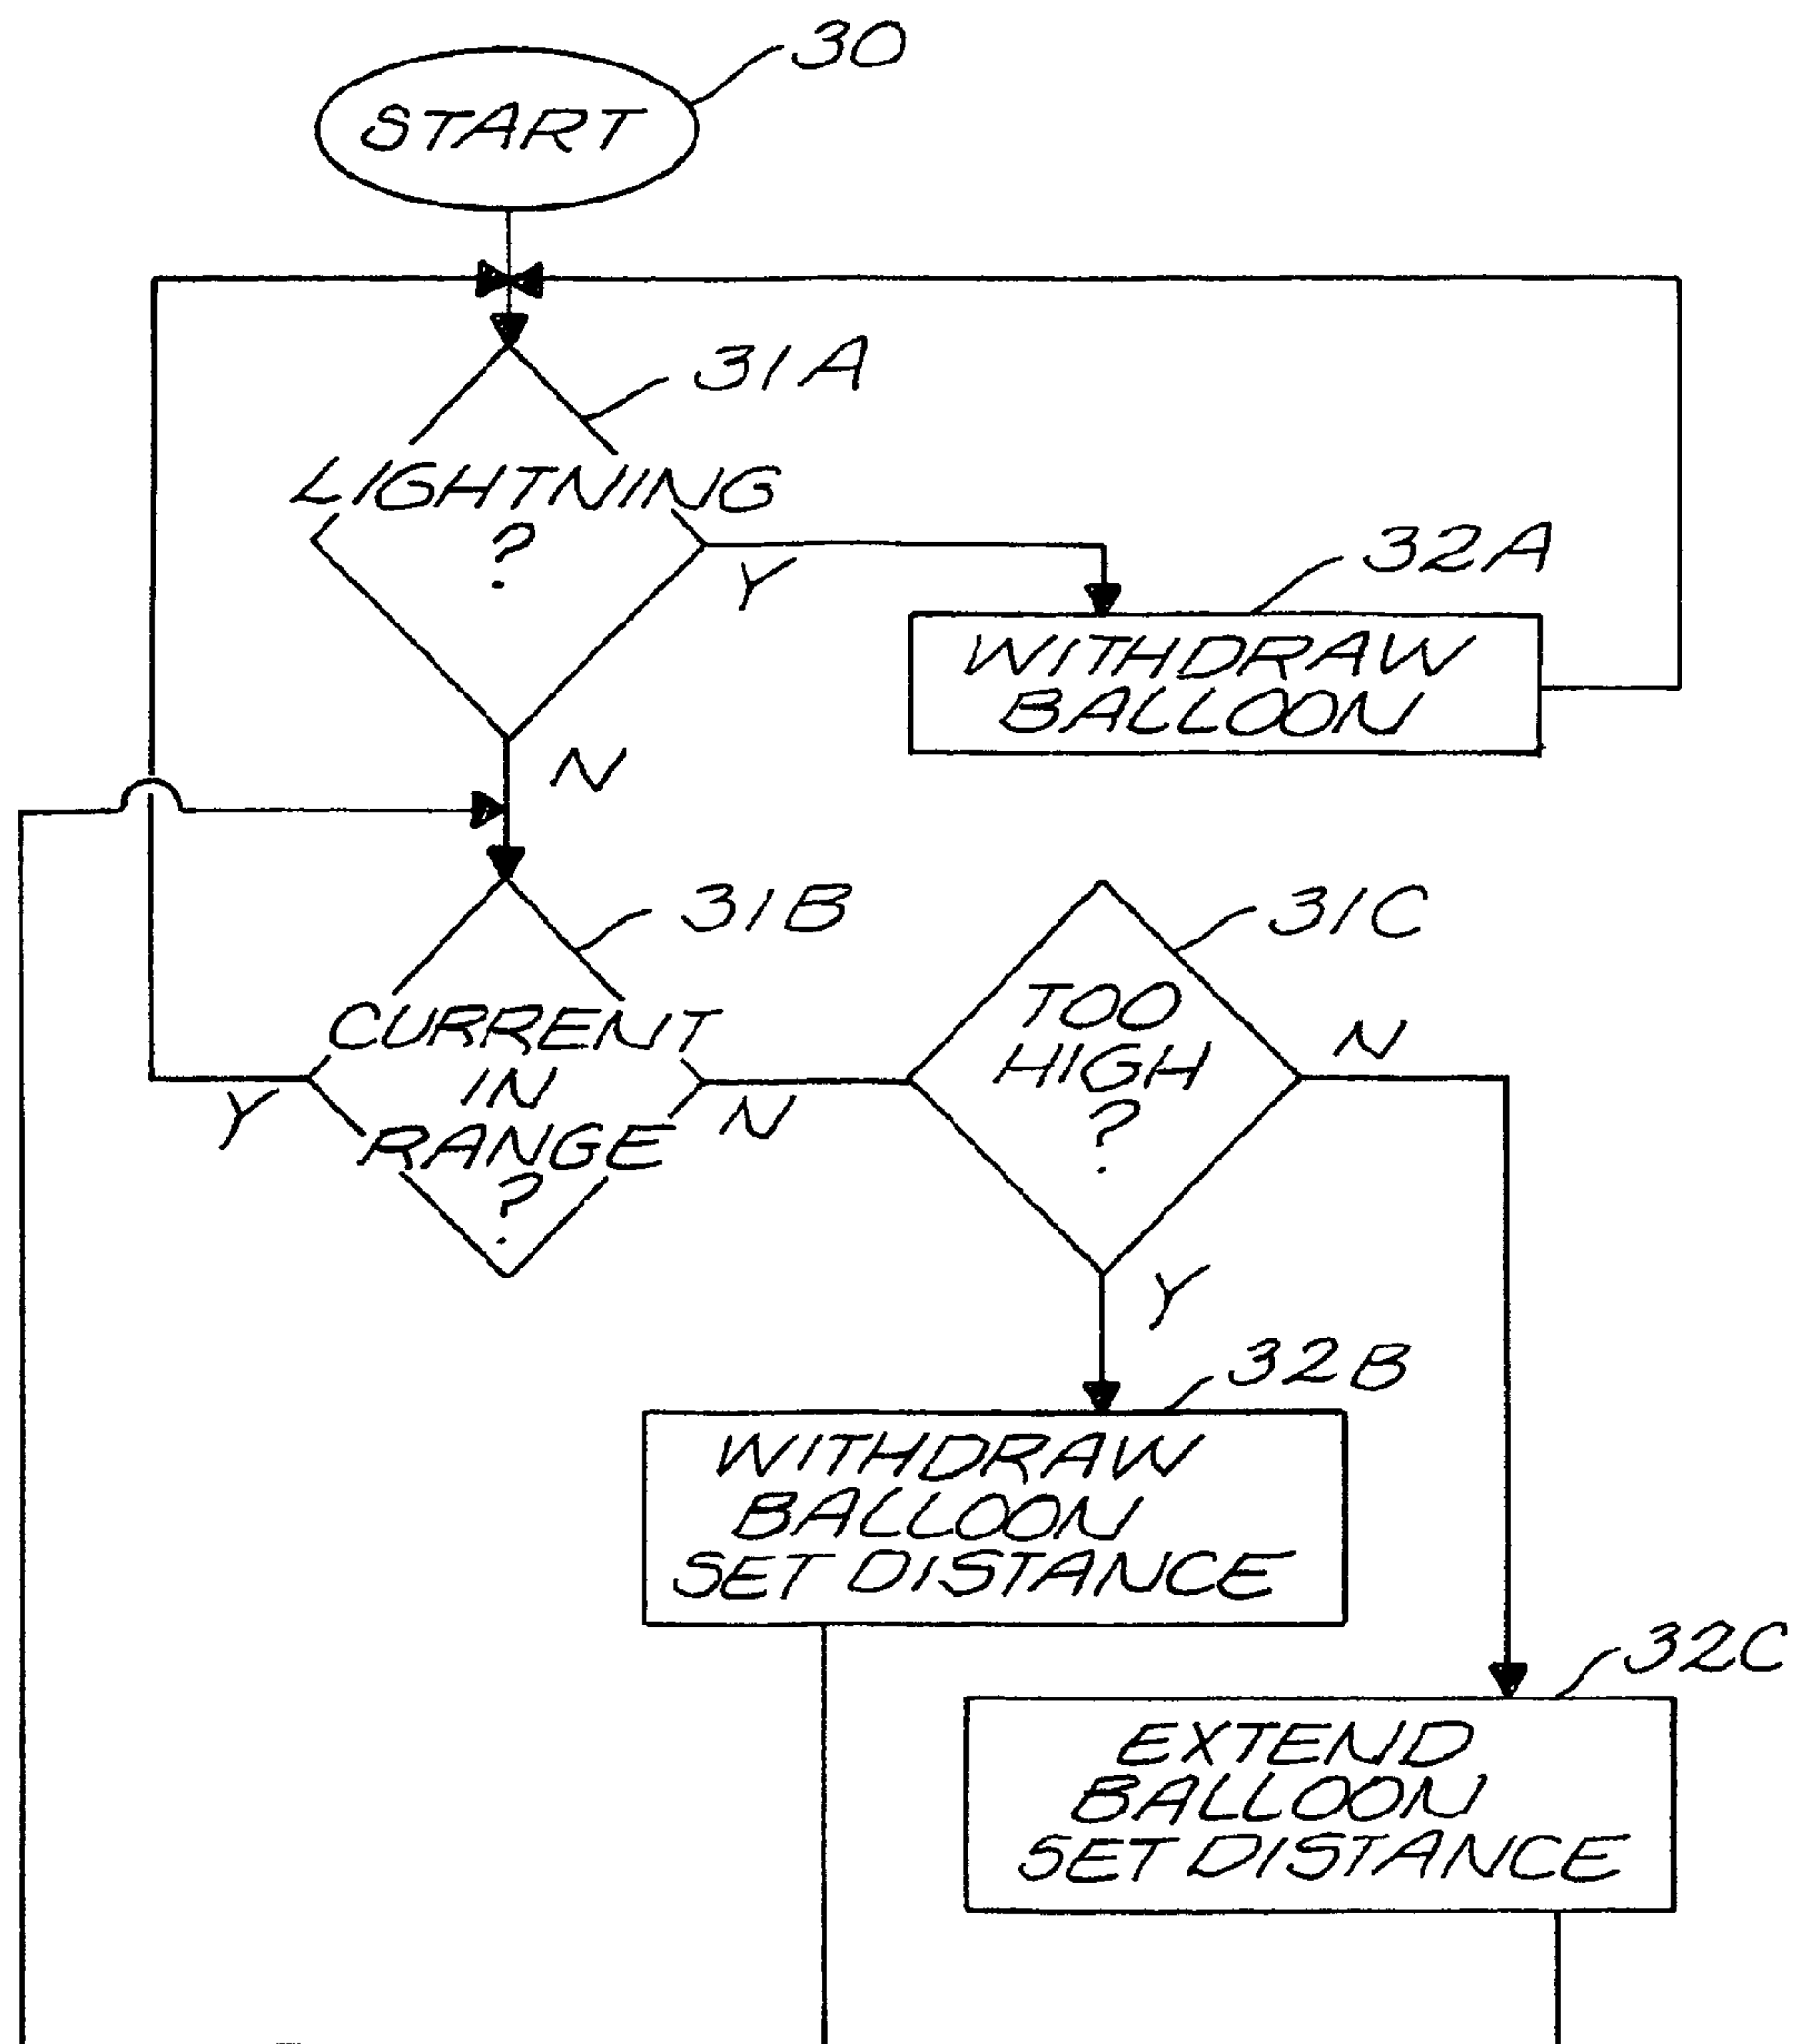 30
START
31A
LIGHTNING
?
Y
32A
WITHDRAW
BALLOON
N
31B
31C
CURRENT
IN
RANGE
?
Y
N
TOO
HIGH
?
N
Y
32B
WITHDRAW
BALLOON
SET DISTANCE
32C
EXTEND
BALLOON
SET DISTANCE